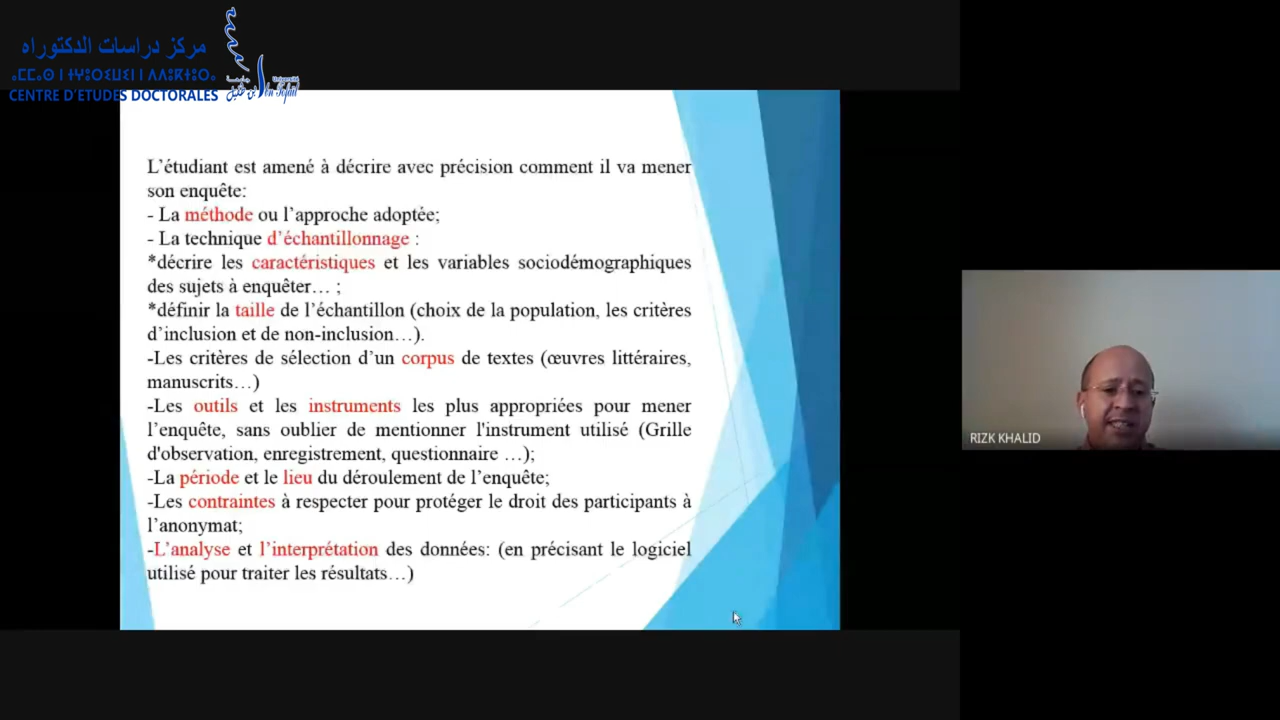 مركز دراسات الدكتوراه
CENTRE D'ETUDES DOCTORALES
Université
Ibn Tofail
L'étudiant est amené à décrire avec précision comment il va mener
son enquête:
- La méthode ou l'approche adoptée;
- La technique d'échantillonnage :
*décrire les caractéristiques et les variables sociodémographiques
des sujets à enquêter… ;
*définir la taille de l'échantillon (choix de la population, les critères
d'inclusion et de non-inclusion…).
-Les critères de sélection d'un corpus de textes (œuvres littéraires,
manuscrits…)
-Les outils et les instruments les plus appropriées pour mener
l'enquête, sans oublier de mentionner l'instrument utilisé (Grille
d'observation, enregistrement, questionnaire …);
-La période et le lieu du déroulement de l'enquête;
-Les contraintes à respecter pour protéger le droit des participants à
l'anonymat;
-L'analyse et l'interprétation des données: (en précisant le logiciel
utilisé pour traiter les résultats…)
RIZK KHALID